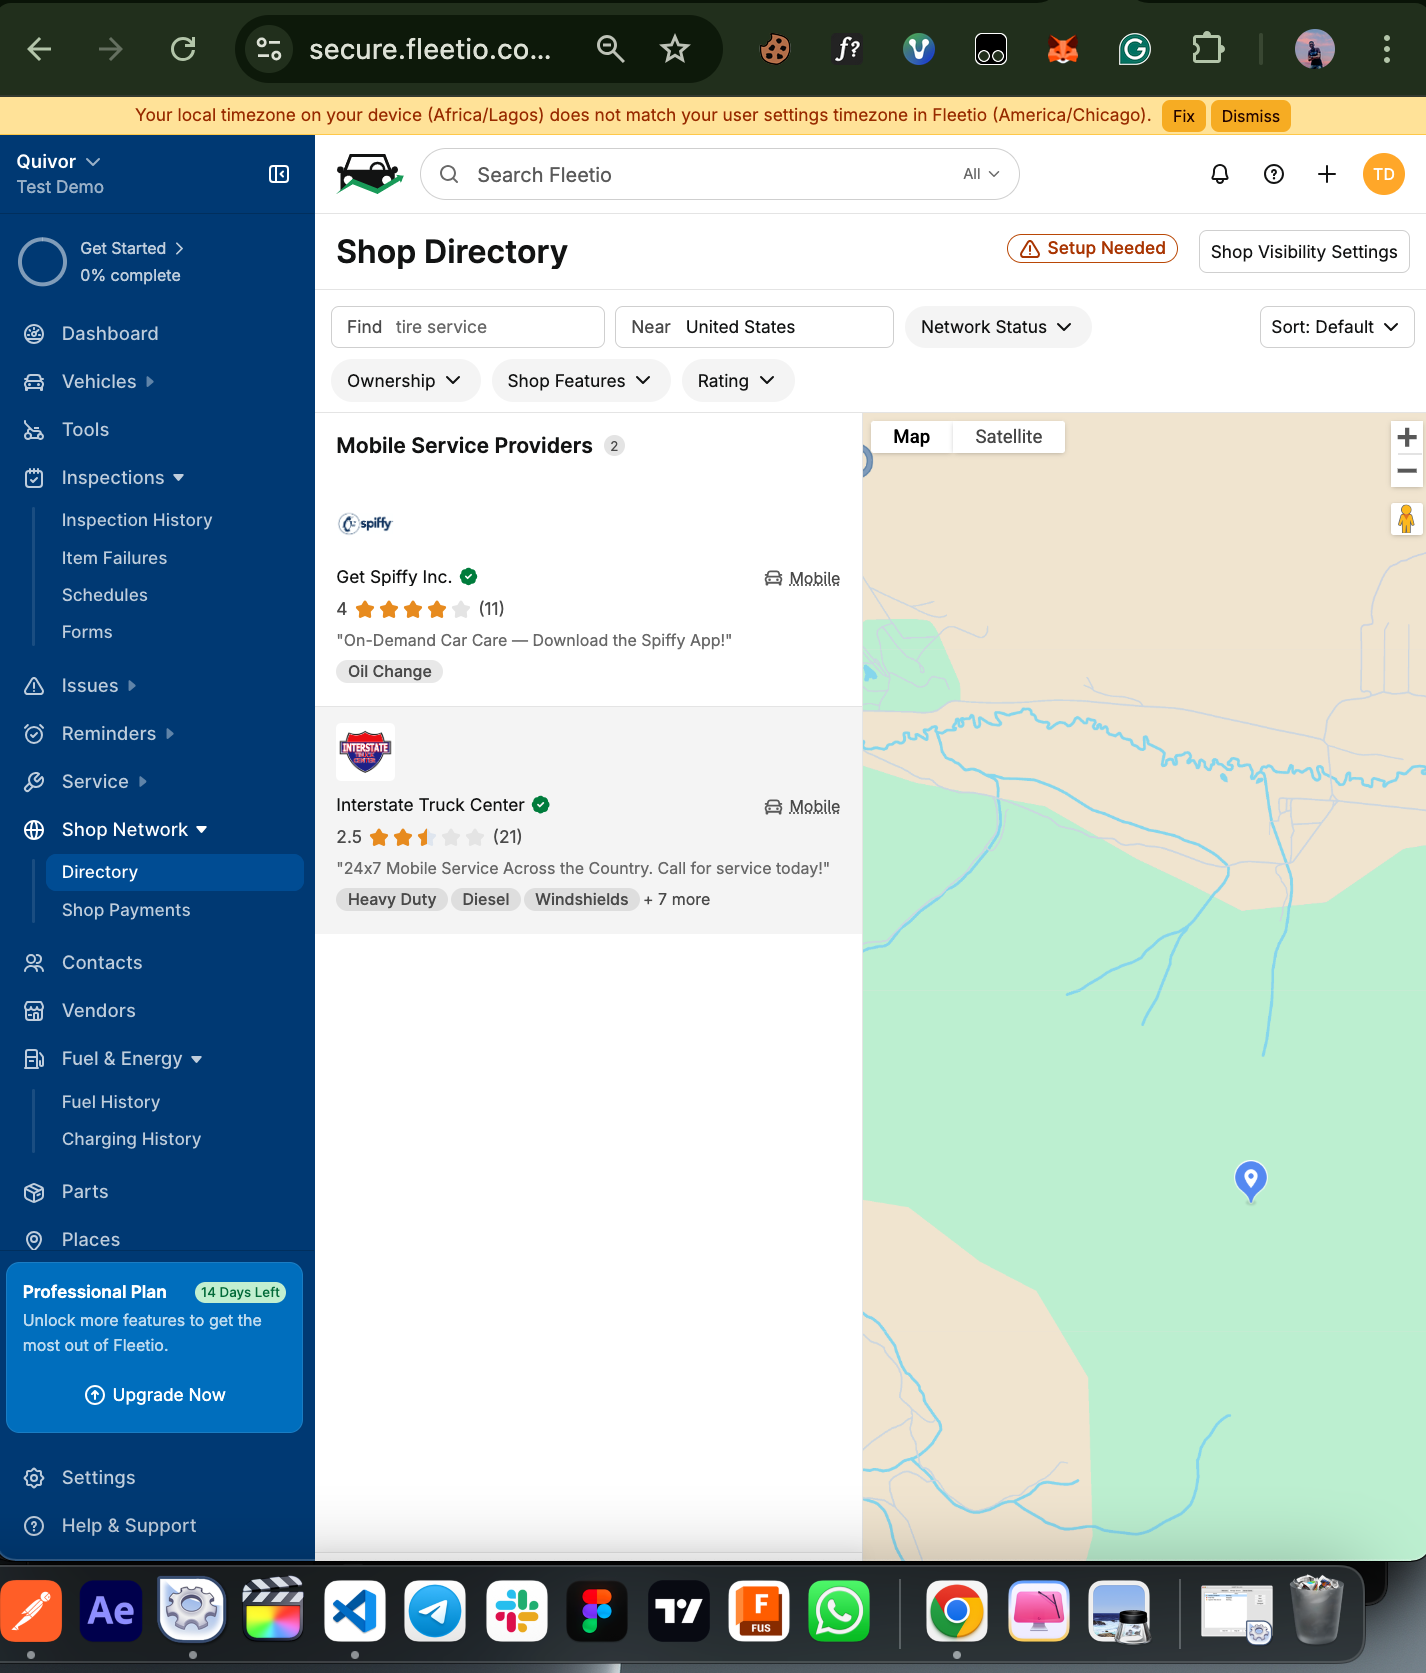 secure.fleetio.co...
f?
Your local timezone on your device (Africa/Lagos) does not match your user settings timezone in Fleetio (America/Chicago).
Fix
Dismiss
Quivor
Test Demo
Search Fleetio
All
TD
Get Started
0% complete
Shop Directory
Setup Needed
Shop Visibility Settings
Find tire service
Near United States
Network Status
Sort: Default
Ownership
Shop Features
Rating
Dashboard
Vehicles
Tools
Inspections
Inspection History
Item Failures
Schedules
Forms
Issues
Reminders
Service
Shop Network
Directory
Shop Payments
Contacts
Vendors
Fuel & Energy
Fuel History
Charging History
Parts
Places
Professional Plan
14 Days Left
Unlock more features to get the
most out of Fleetio.
Upgrade Now
Settings
Help & Support
Mobile Service Providers 2
spiffy
Get Spiffy Inc.
Mobile
4 (11)
"On-Demand Car Care — Download the Spiffy App!"
Oil Change
INTERSTATE
TRUCK
CENTER
Interstate Truck Center
Mobile
2.5 (21)
"24x7 Mobile Service Across the Country. Call for service today!"
Heavy Duty
Diesel
Windshields
+ 7 more
Map
Satellite
Ae
F
FUS